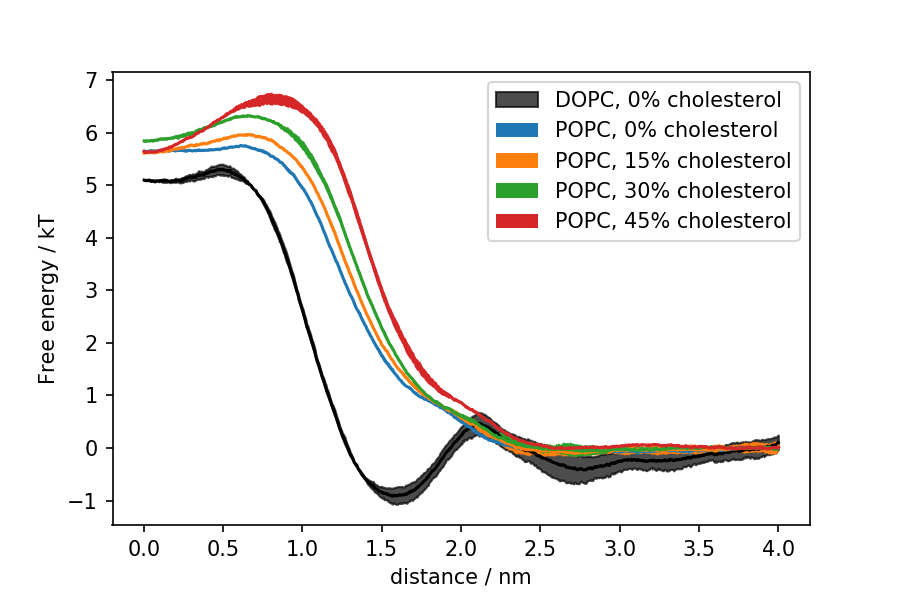 Free energy / kT
7
6
5
4
3
2
1
0
−1
DOPC, 0% cholesterol
POPC, 0% cholesterol
POPC, 15% cholesterol
POPC, 30% cholesterol
POPC, 45% cholesterol
0.0 0.5 1.0 1.5 2.0 2.5 3.0 3.5 4.0
distance / nm